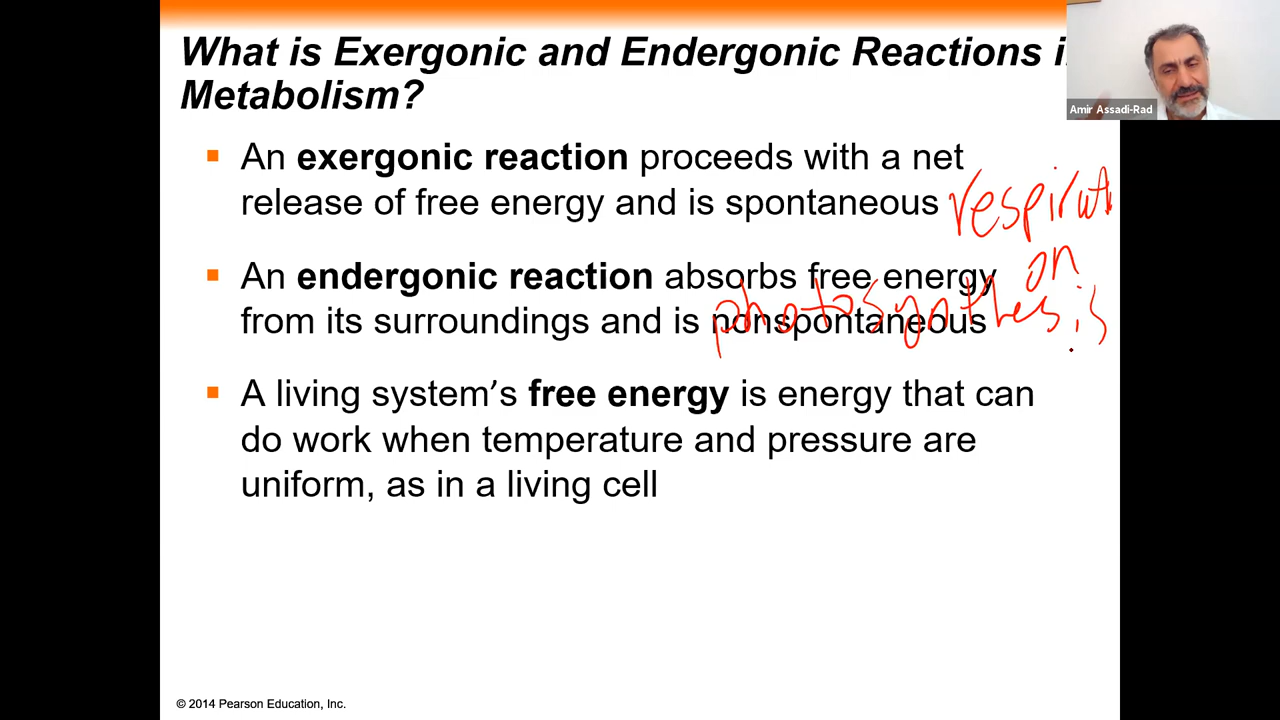 What is Exergonic and Endergonic Reactions i
Metabolism?
Amir Assadi-Rad
▪ An exergonic reaction proceeds with a net
release of free energy and is spontaneous
respirati
on
▪ An endergonic reaction absorbs free energy
from its surroundings and is nonspontaneous
photosynthesis
▪ A living system’s free energy is energy that can
do work when temperature and pressure are
uniform, as in a living cell
© 2014 Pearson Education, Inc.